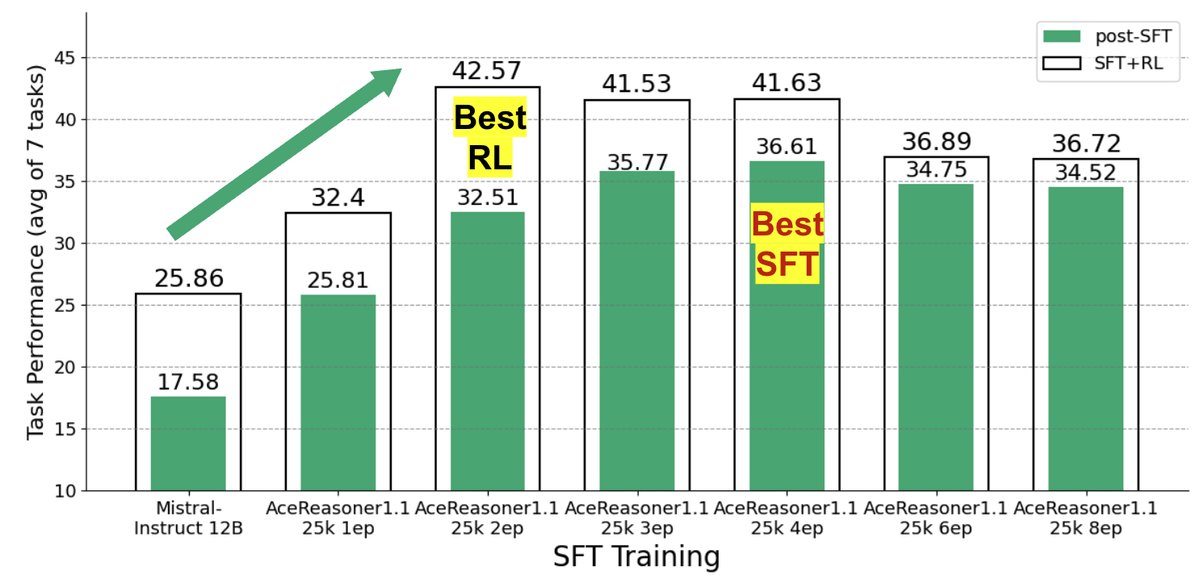 Task Performance (avg of 7 tasks)
45
40
35
30
25
20
15
10
post-SFT
SFT+RL
25.86
17.58
32.4
25.81
42.57
Best
RL
32.51
41.53
35.77
41.63
36.61
Best
SFT
36.89
34.75
36.72
34.52
Mistral-
Instruct 12B
AceReasoner1.1
25k 1ep
AceReasoner1.1
25k 2ep
AceReasoner1.1
25k 3ep
AceReasoner1.1
25k 4ep
AceReasoner1.1
25k 6ep
AceReasoner1.1
25k 8ep
SFT Training